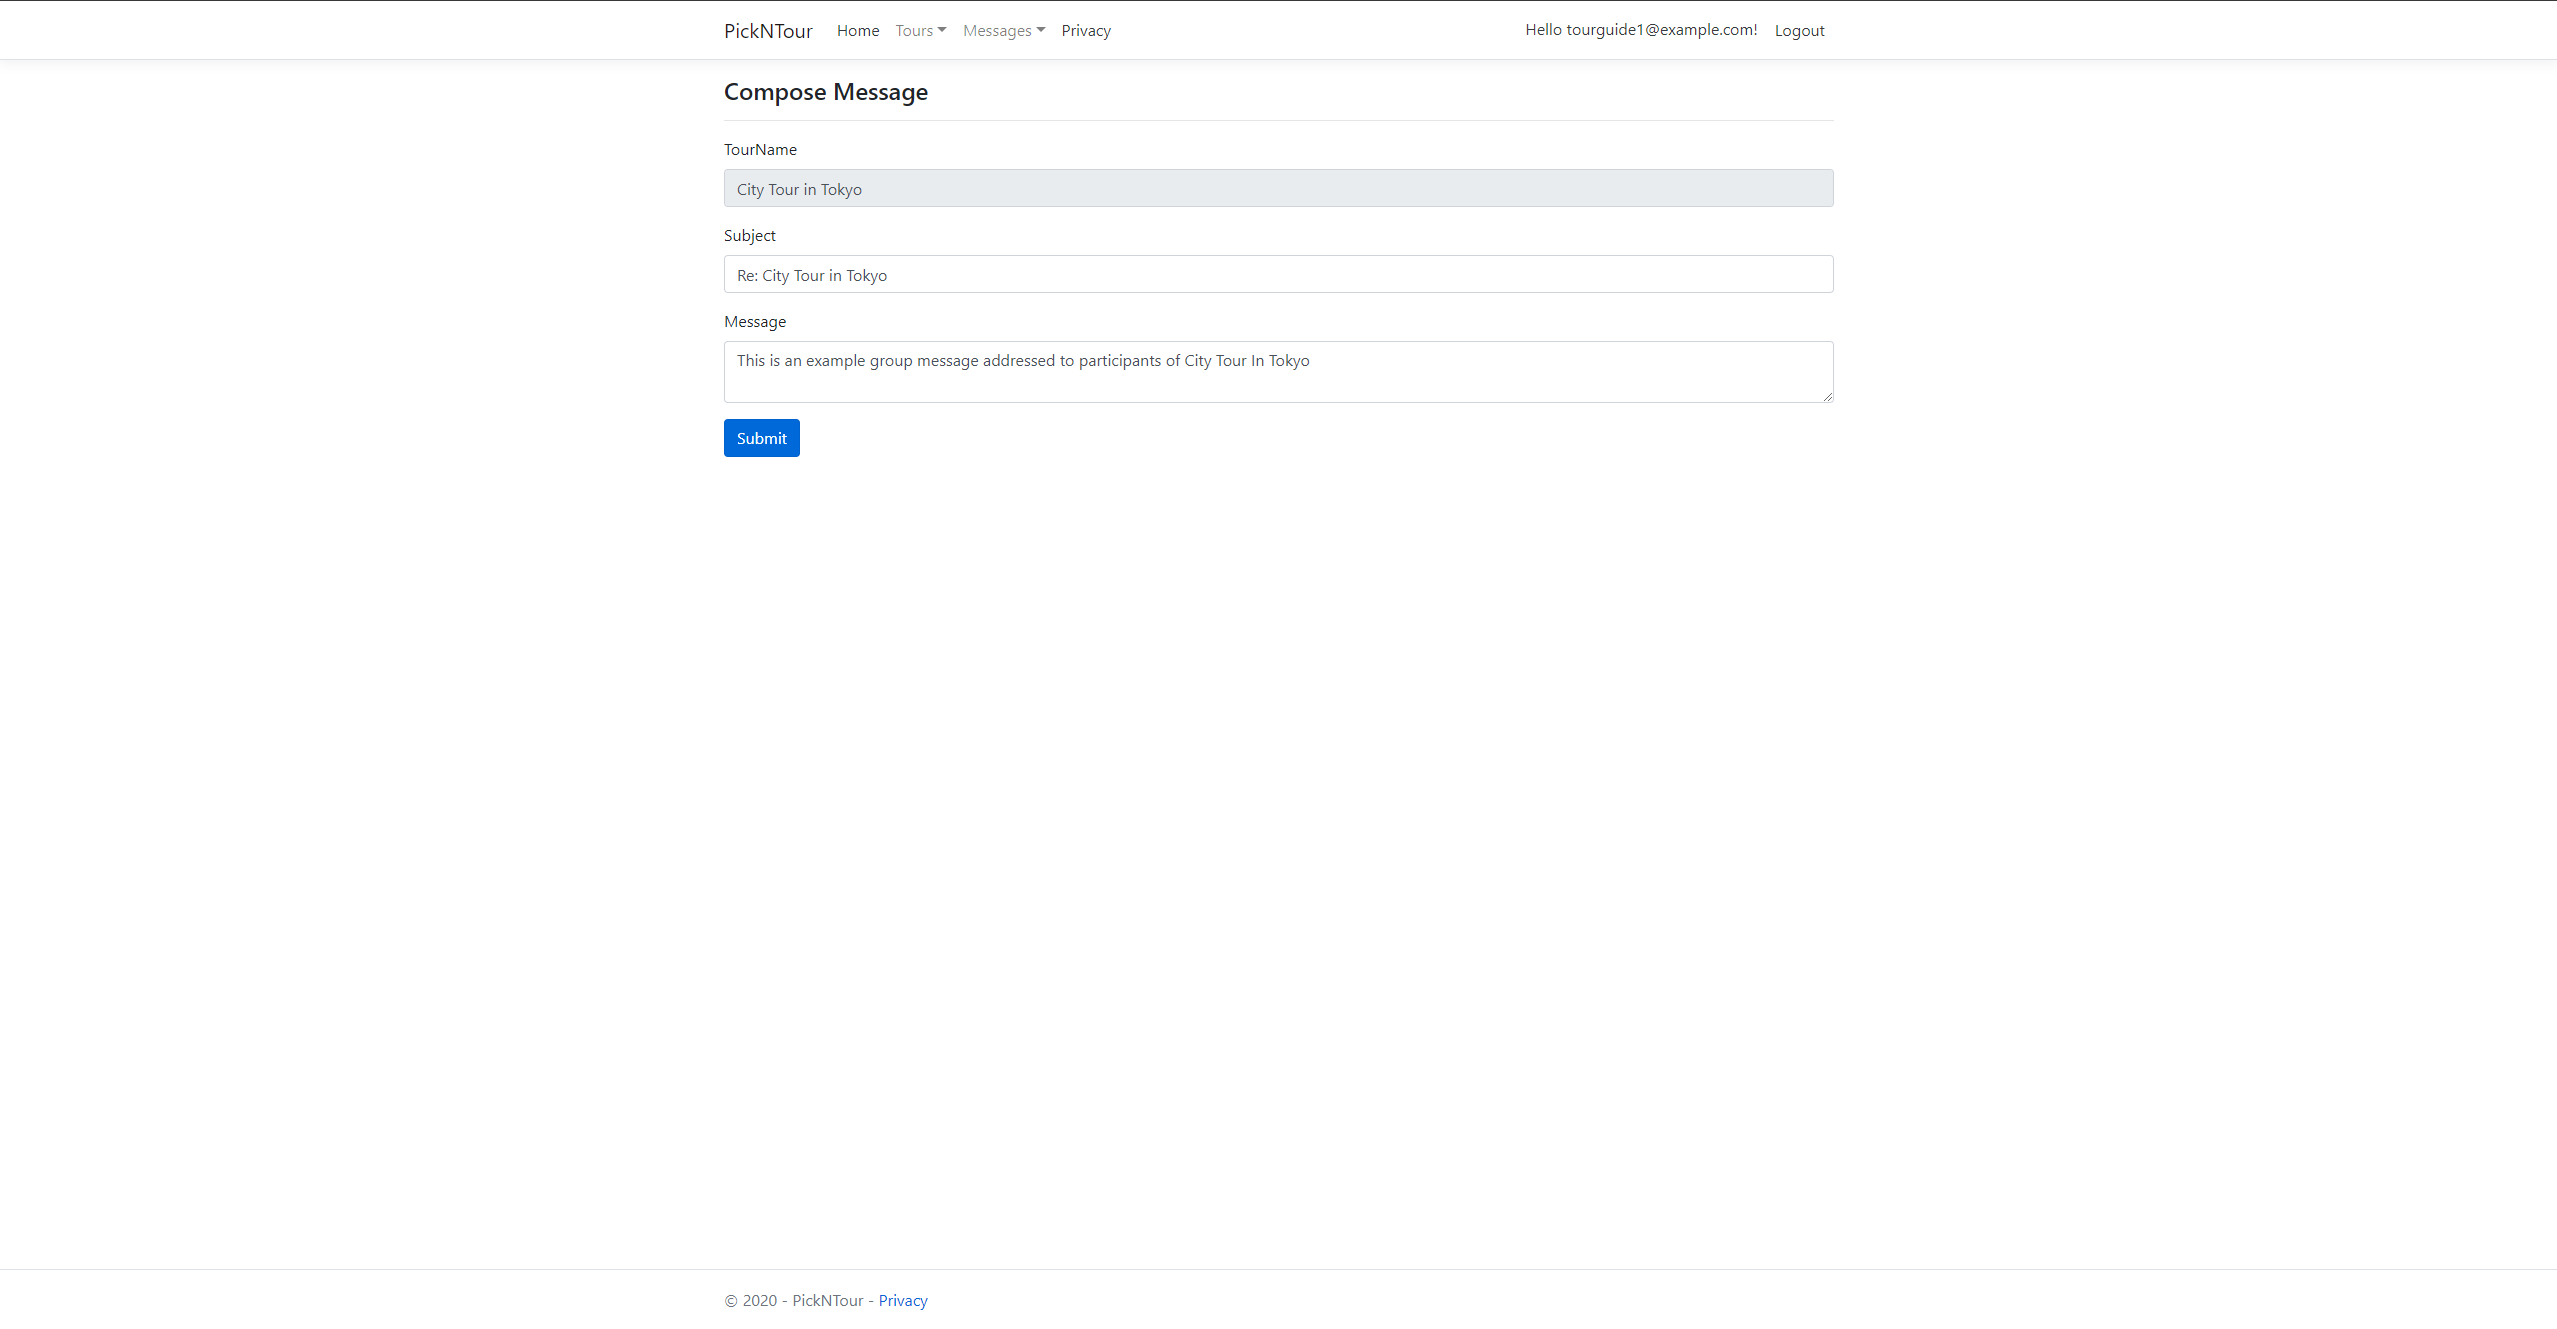 PickNTour Home Tours Messages Privacy Hello tourguide1@example.com! Logout
Compose Message
TourName
City Tour in Tokyo
Subject
Re: City Tour in Tokyo
Message
This is an example group message addressed to participants of City Tour In Tokyo
Submit
© 2020 - PickNTour - Privacy